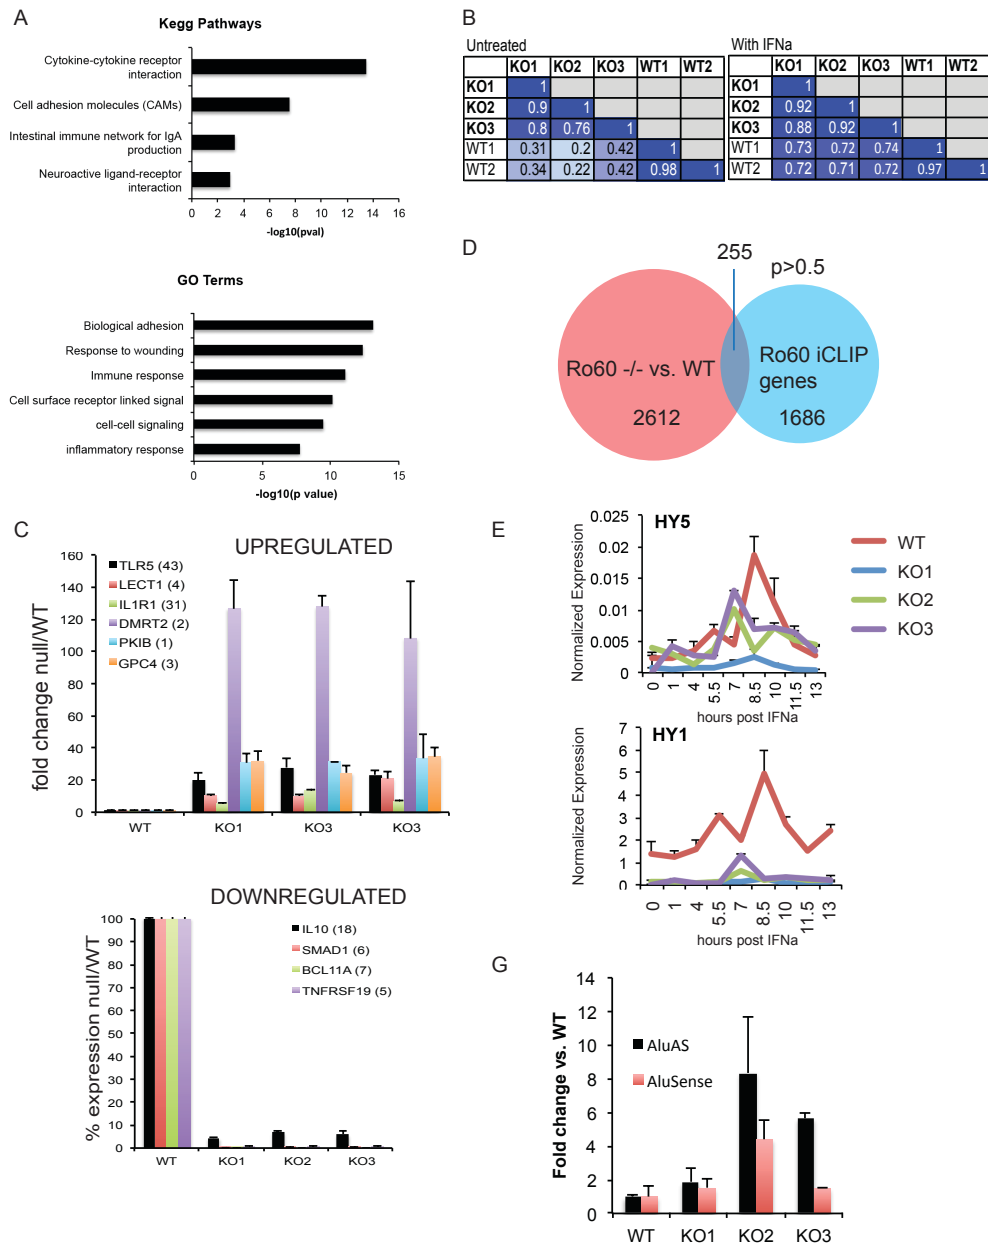 A
Kegg Pathways
Cytokine-cytokine receptor
interaction
Cell adhesion molecules (CAMs)
Intestinal immune network for IgA
production
Neuroactive ligand-receptor
interaction
0 2 4 6 8 10 12 14 16
-log10(pval)
GO Terms
Biological adhesion
Response to wounding
Immune response
Cell surface receptor linked signal
cell-cell signaling
inflammatory response
0 5 10 15
-log10(p value)
B
Untreated
KO1 KO2 KO3 WT1 WT2
KO1 1
KO2 0.9 1
KO3 0.8 0.76 1
WT1 0.31 0.2 0.42 1
WT2 0.34 0.22 0.42 0.98 1
With IFNa
KO1 KO2 KO3 WT1 WT2
KO1 1
KO2 0.92 1
KO3 0.88 0.92 1
WT1 0.73 0.72 0.74 1
WT2 0.72 0.71 0.72 0.97 1
D
255
p>0.5
Ro60 -/- vs. WT
2612
Ro60 iCLIP
genes
1686
C
UPREGULATED
fold change null/WT
160
140
120
100
80
60
40
20
0
TLR5 (43)
LECT1 (4)
IL1R1 (31)
DMRT2 (2)
PKIB (1)
GPC4 (3)
WT KO1 KO3 KO3
DOWNREGULATED
% expression null/WT
100
90
80
70
60
50
40
30
20
10
0
IL10 (18)
SMAD1 (6)
BCL11A (7)
TNFRSF19 (5)
WT KO1 KO2 KO3
E
HY5
Normalized Expression
0.025
0.02
0.015
0.01
0.005
0
0 1 4 5.5 7 8.5 10 11.5 13
hours post IFNa
WT
KO1
KO2
KO3
HY1
Normalized Expression
7
6
5
4
3
2
1
0
0 1 4 5.5 7 8.5 10 11.5 13
hours post IFNa
G
Fold change vs. WT
14
12
10
8
6
4
2
0
AluAS
AluSense
WT KO1 KO2 KO3